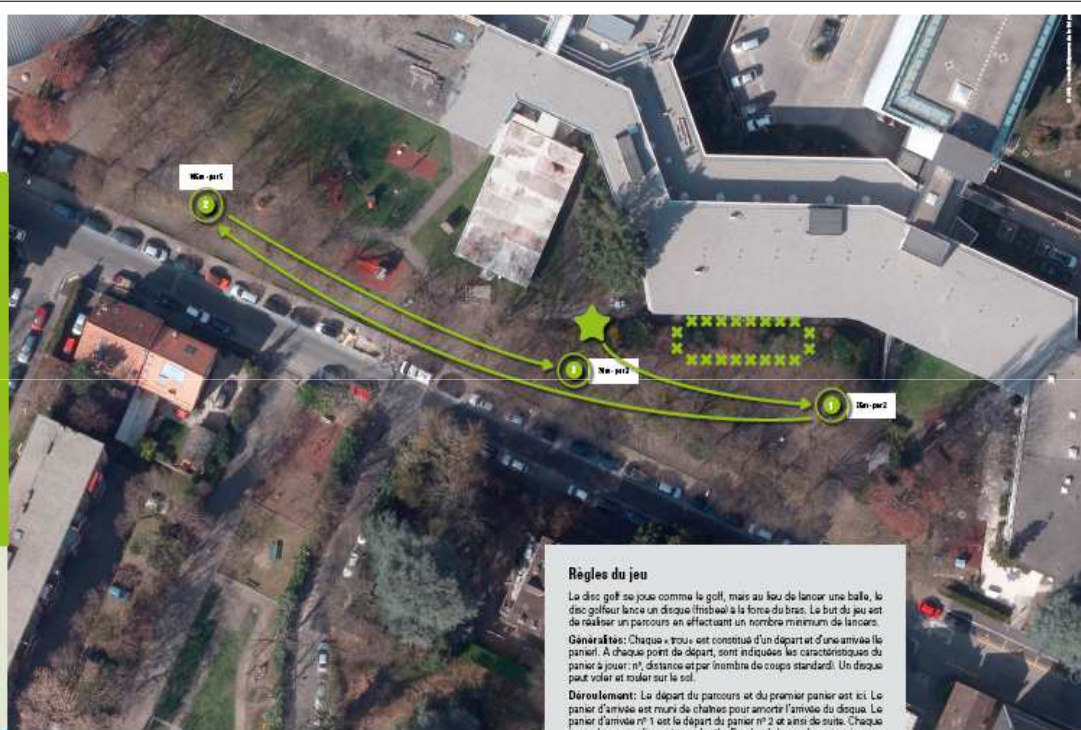 2
3
1
Règles du jeu
Le disc golf se joue comme le golf, mais au lieu de lancer une balle, le
disc golfeur lance un disque (frisbee) à la force du bras. Le but du jeu est
de réaliser un parcours en effectuant un nombre minimum de lancers.
Généralités: Chaque « trou » est constitué d'un départ et d'une arrivée (le
panier). A chaque point de départ, sont indiquées les caractéristiques du
panier à jouer: n°, distance et par (nombre de coups standard). Un disque
peut voler et rouler sur le sol.
Déroulement: Le départ du parcours et du premier panier est ici. Le
panier d'arrivée est muni de chaînes pour amortir l'arrivée du disque. Le
panier d'arrivée n° 1 est le départ du panier n° 2 et ainsi de suite. Chaque